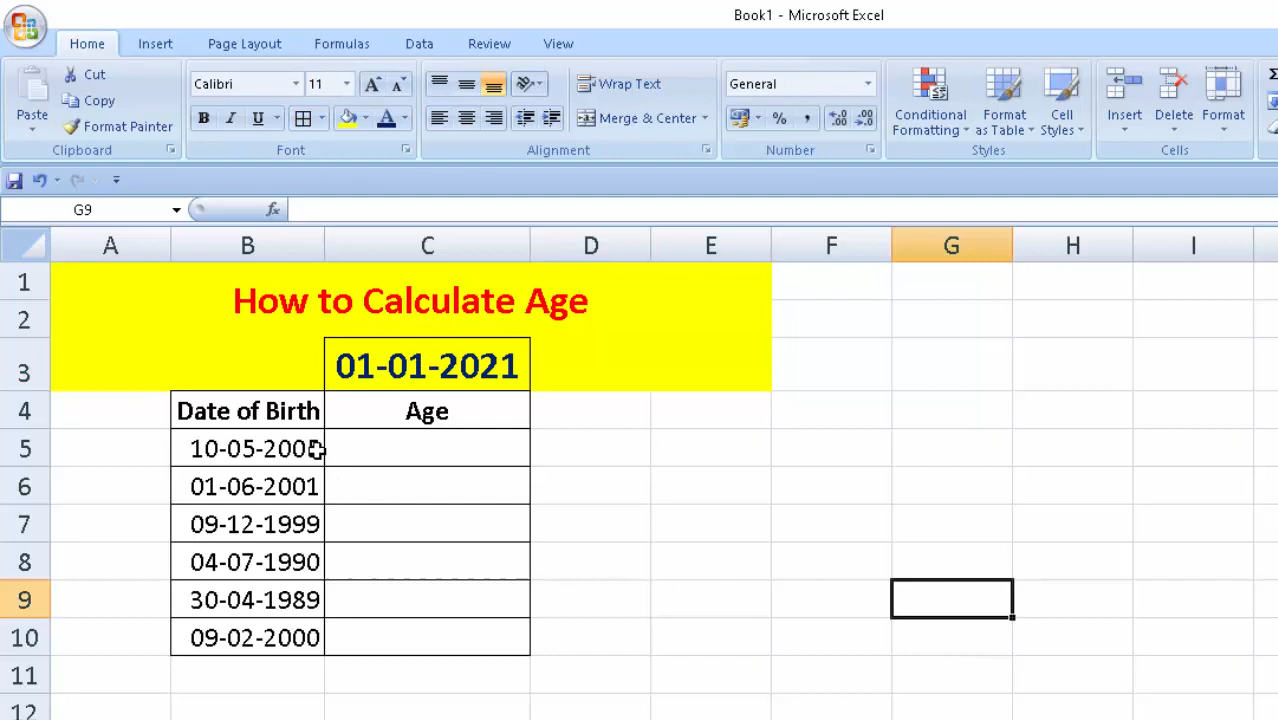 Book1 - Microsoft Excel
Home Insert Page Layout Formulas Data Review View
Paste
Cut
Copy
Format Painter
Clipboard
Calibri 11 A A
B I U A
Font
Wrap Text
Merge & Center
Alignment
General
% , .0 .00 .00 .0
Number
Conditional Formatting
Format as Table
Cell Styles
Styles
Insert Delete Format
Cells
Σ
G9 fx
A B C D E F G H I
1
2 How to Calculate Age
3 01-01-2021
4 Date of Birth Age
5 10-05-200
6 01-06-2001
7 09-12-1999
8 04-07-1990
9 30-04-1989
10 09-02-2000
11
12